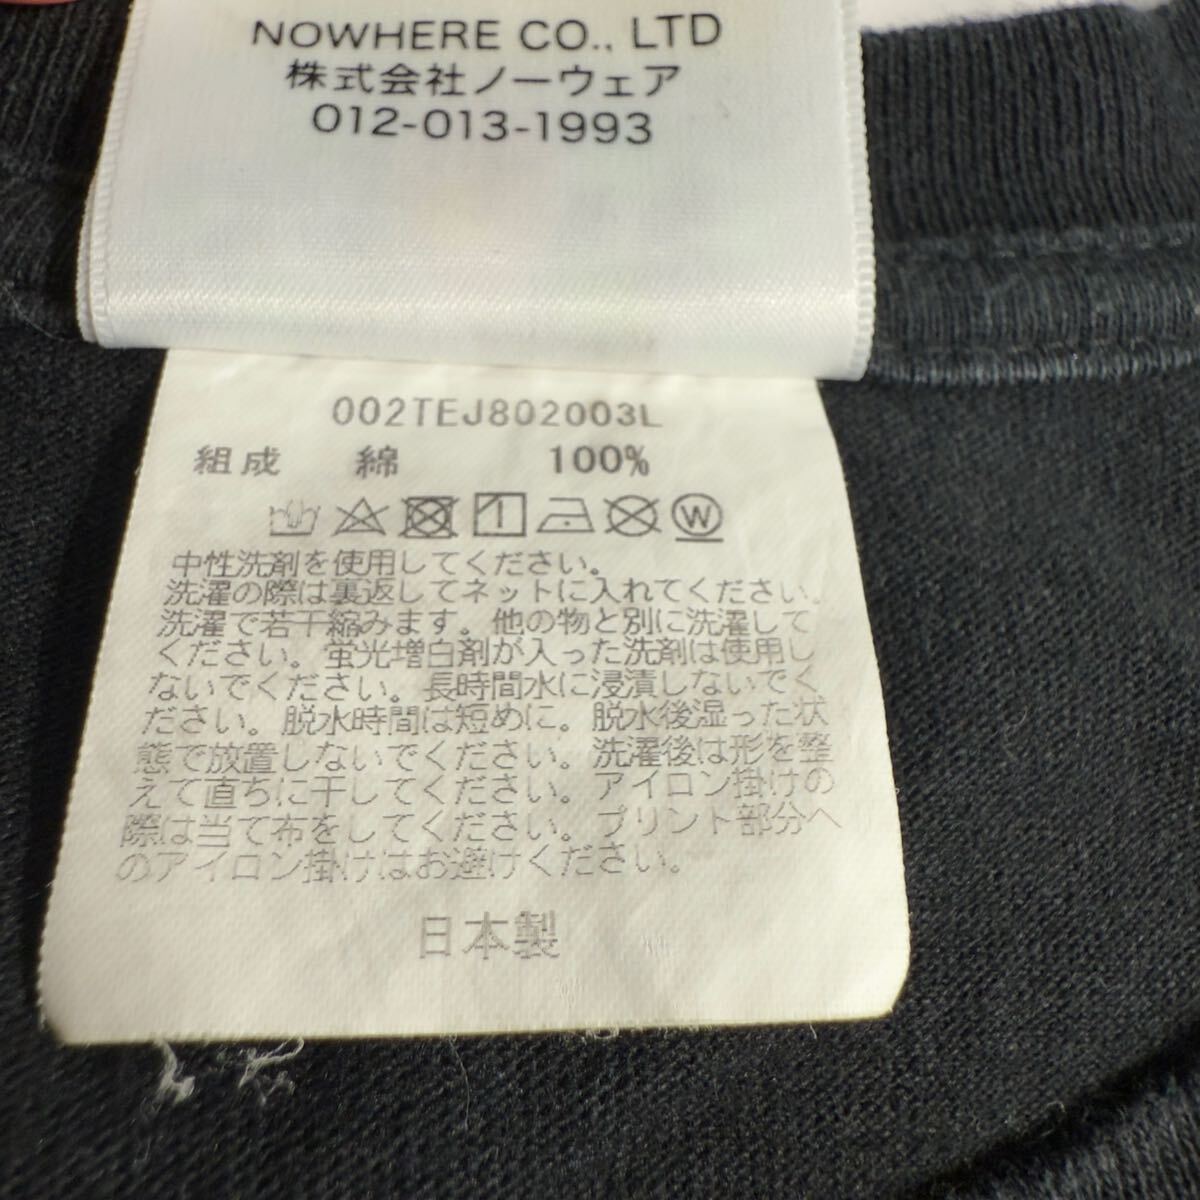 NOWHERE CO., LTD
株式会社ノーウェア
012-013-1993
002TEJ802003L
組成 綿 100%
W
中性洗剤を使用してください。
洗濯の際は裏返してネットに入れてください。
洗濯で若干縮みます。他の物と別に洗濯して
ください。蛍光増白剤が入った洗剤は使用し
ないでください。長時間水に浸漬しないでく
ださい。脱水時間は短めに。脱水後湿った状
態で放置しないでください。洗濯後は形を整
えて直ちに干してください。アイロン掛けの
際は当て布をしてください。プリント部分へ
のアイロン掛けはお避けください。
日本製